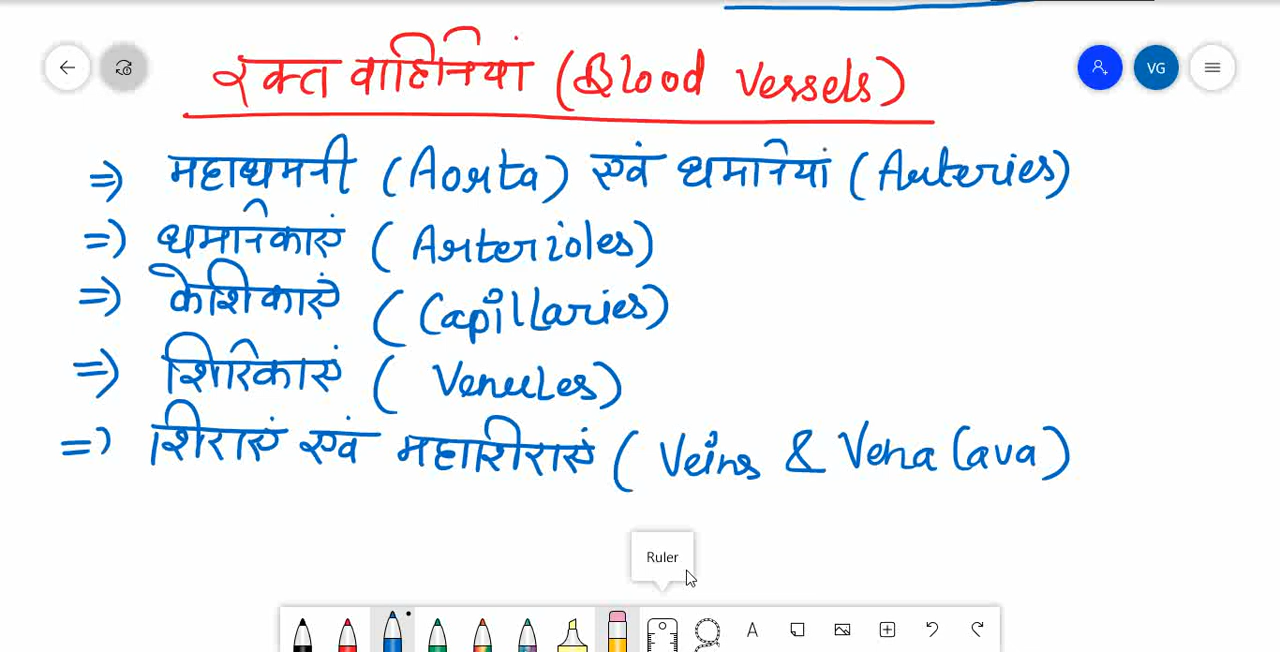 VG
रक्त वाहिनियां (Blood Vessels)
=> महाधमनी (Aorta) एवं धमनियां (Arteries)
=> धमनिकाएं (Arterioles)
=> केशिकाएं (Capillaries)
=> शिरिकाएं (Venules)
=> शिराएं एवं महाशिराएं (Veins & Vena Cava)
Ruler
A